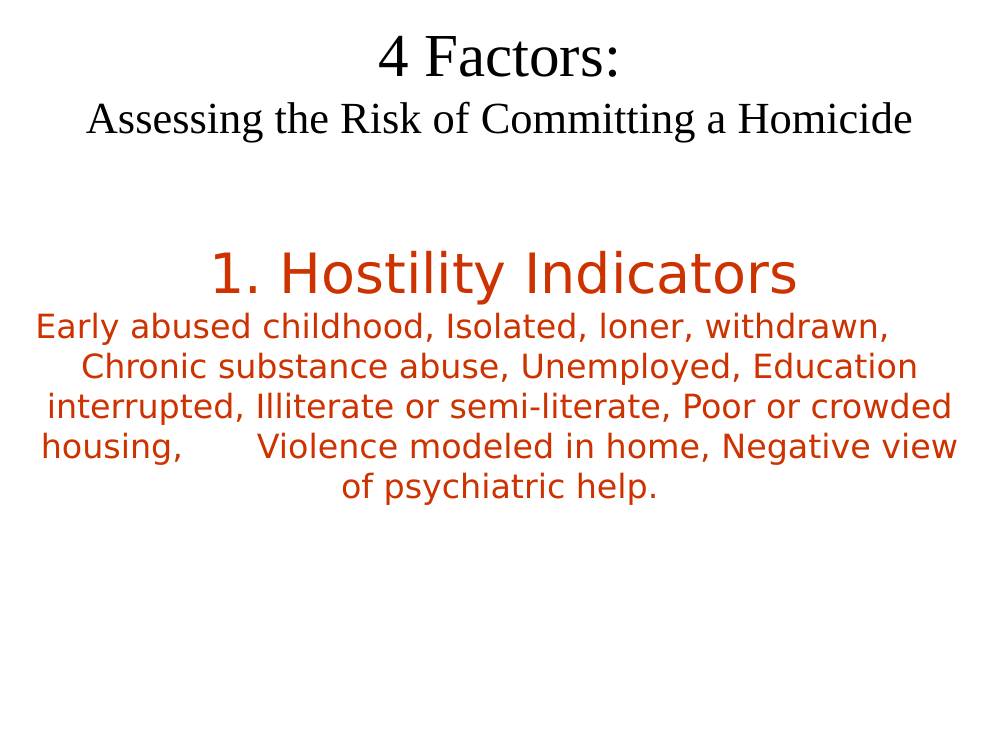 4 Factors:
Assessing the Risk of Committing a Homicide
1. Hostility Indicators
Early abused childhood, Isolated, loner, withdrawn,
Chronic substance abuse, Unemployed, Education
interrupted, Illiterate or semi-literate, Poor or crowded
housing, Violence modeled in home, Negative view
of psychiatric help.